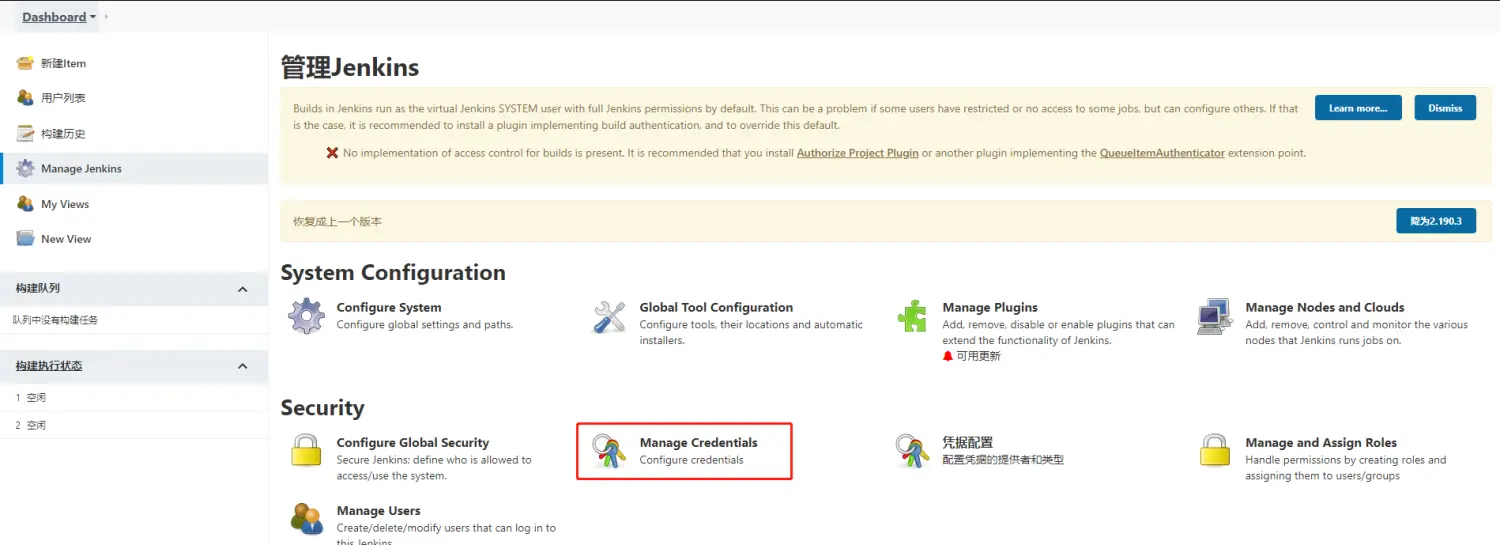 Dashboard
新建Item
用户列表
构建历史
Manage Jenkins
My Views
New View
构建队列
队列中没有构建任务
构建执行状态
1 空闲
2 空闲
管理Jenkins
Builds in Jenkins run as the virtual Jenkins SYSTEM user with full Jenkins permissions by default. This can be a problem if some users have restricted or no access to some jobs, but can configure others. If that
is the case, it is recommended to install a plugin implementing build authentication, and to override this default.
Learn more...
Dismiss
No implementation of access control for builds is present. It is recommended that you install Authorize Project Plugin or another plugin implementing the QueueItemAuthenticator extension point.
恢复成上一个版本
降为2.190.3
System Configuration
Configure System
Configure global settings and paths.
Global Tool Configuration
Configure tools, their locations and automatic
installers.
Manage Plugins
Add, remove, disable or enable plugins that can
extend the functionality of Jenkins.
可用更新
Manage Nodes and Clouds
Add, remove, control and monitor the various
nodes that Jenkins runs jobs on.
Security
Configure Global Security
Secure Jenkins: define who is allowed to
access/use the system.
Manage Credentials
Configure credentials
凭据配置
配置凭据的提供者和类型
Manage and Assign Roles
Handle permissions by creating roles and
assigning them to users/groups
Manage Users
Create/delete/modify users that can log in to
this Jenkins